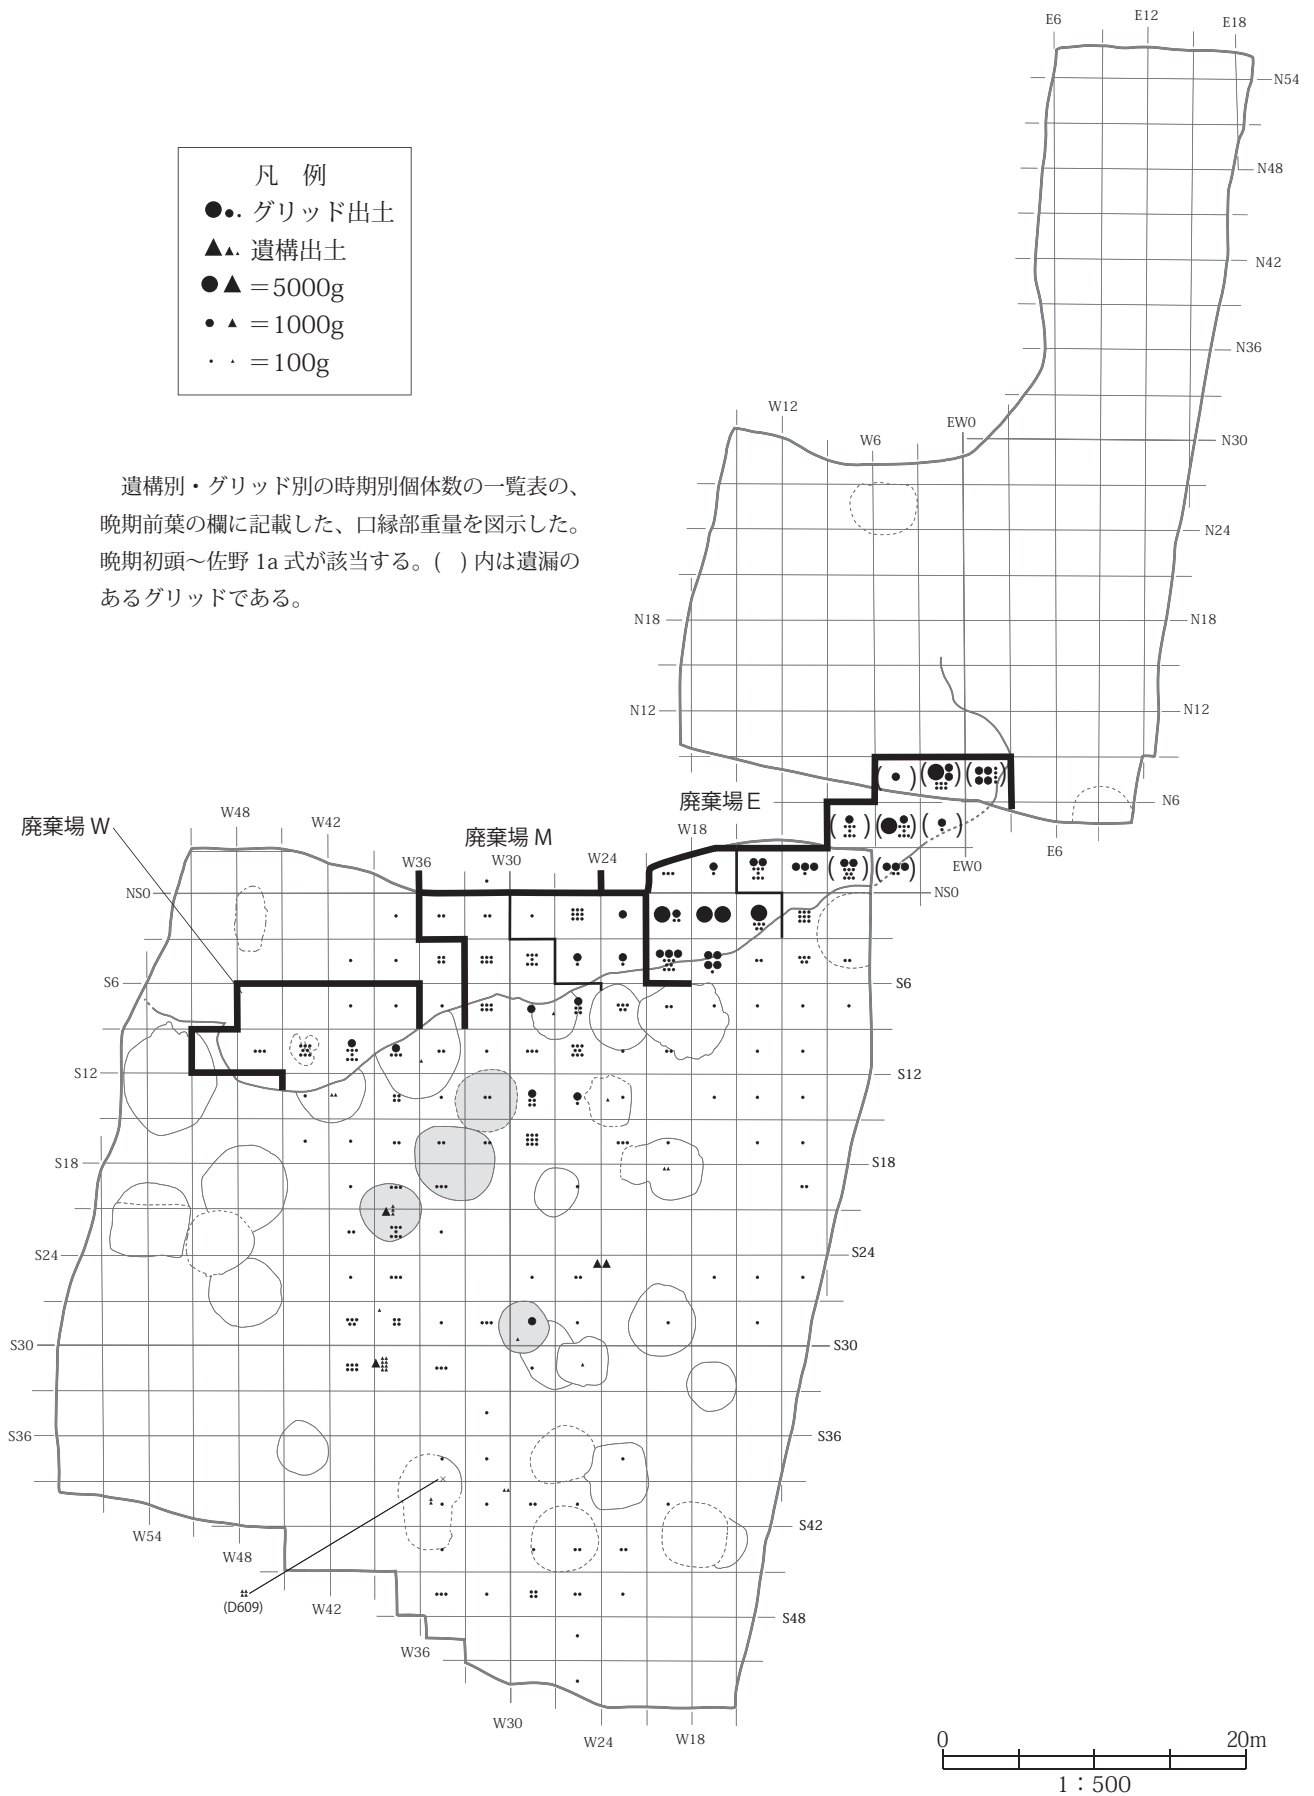 E6
E12
E18
N54
N48
N42
N36
N30
N24
N18
N12
N6
凡 例
グリッド出土
遺構出土
=5000g
=1000g
=100g
遺構別・グリッド別の時期別個体数の一覧表の、
晩期前葉の欄に記載した、口縁部重量を図示した。
晩期初頭〜佐野 1a 式が該当する。( ) 内は遺漏の
あるグリッドである。
W12
W6
EW0
N18
N12
廃棄場 E
廃棄場 W
廃棄場 M
W48
W42
W36
W30
W24
W18
( )
( )
( )
( )
( )
( )
( )
( )
EW0
E6
NS0
NS0
S6
S6
S12
S12
S18
S18
S24
S24
S30
S30
S36
S36
S42
S48
W54
W48
W42
W36
W30
W24
W18
(D609)
0
20m
1:500